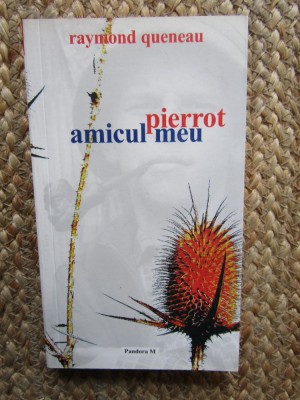 raymond queneau
pierrot
amicul meu
Pandora M